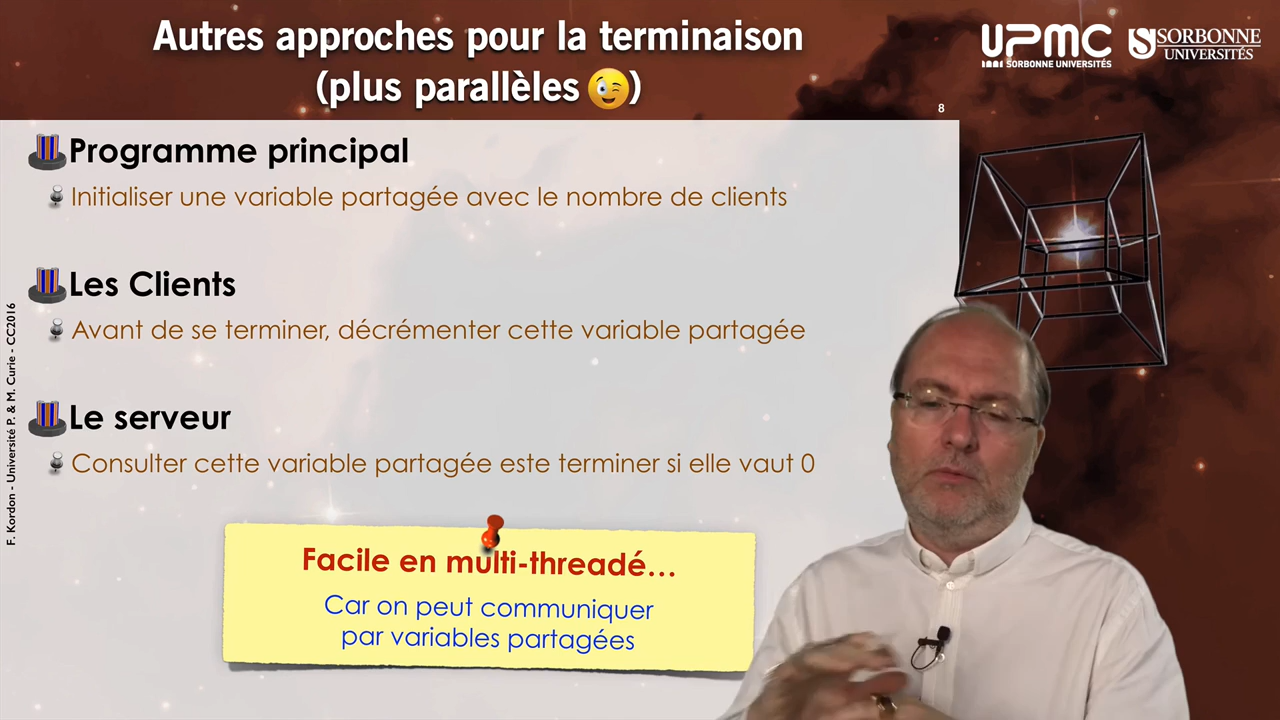 Autres approches pour la terminaison
(plus parallèles 😉)
UPMC
SORBONNE UNIVERSITÉS
S SORBONNE
UNIVERSITÉS
8
Programme principal
Initialiser une variable partagée avec le nombre de clients
Les Clients
Avant de se terminer, décrémenter cette variable partagée
Le serveur
Consulter cette variable partagée este terminer si elle vaut 0
Facile en multi-threadé…
Car on peut communiquer
par variables partagées
F. Kordon - Université P. & M. Curie - CC2016